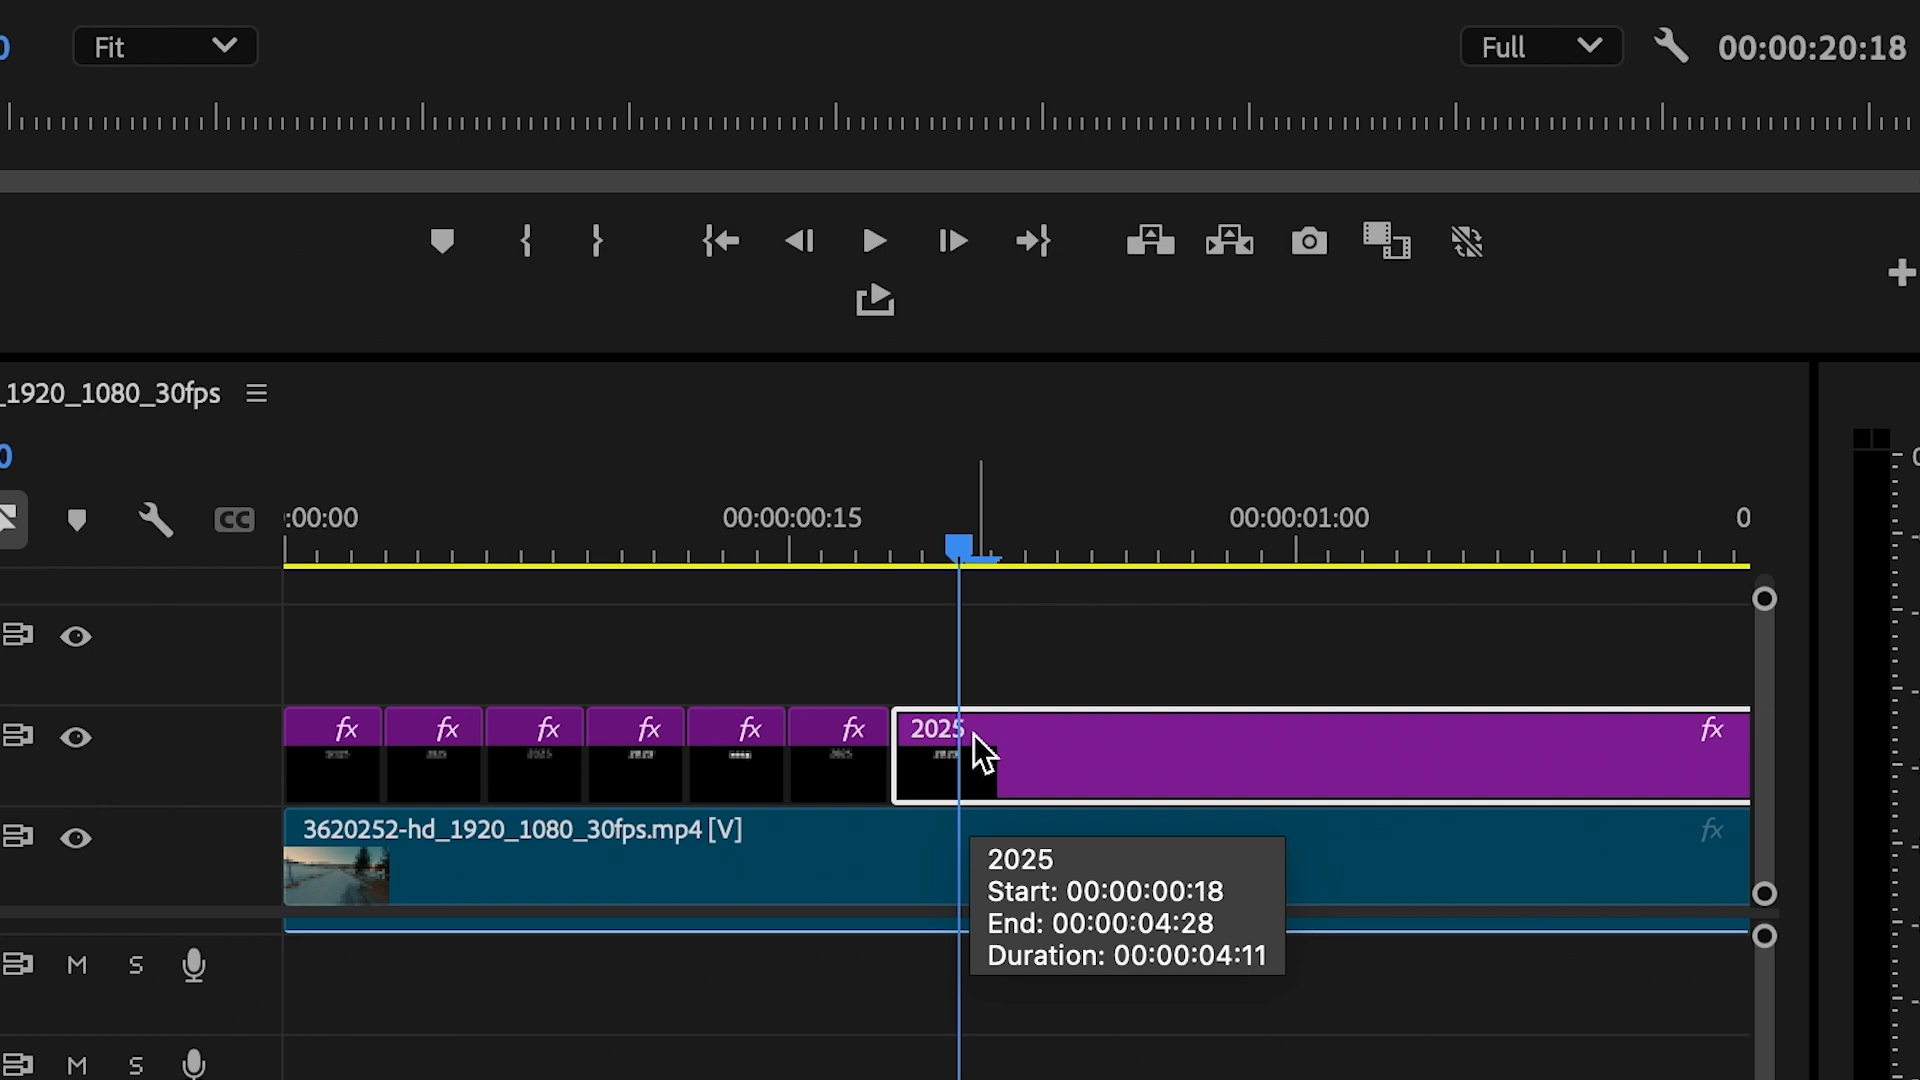 Fit
Full
00:00:20:18
_1920_1080_30fps
CC
:00:00
00:00:00:15
00:00:01:00
0
fx
fx
fx
fx
fx
fx
2025
fx
3620252-hd_1920_1080_30fps.mp4 [V]
fx
2025
Start: 00:00:00:18
End: 00:00:04:28
Duration: 00:00:04:11
M S
M S